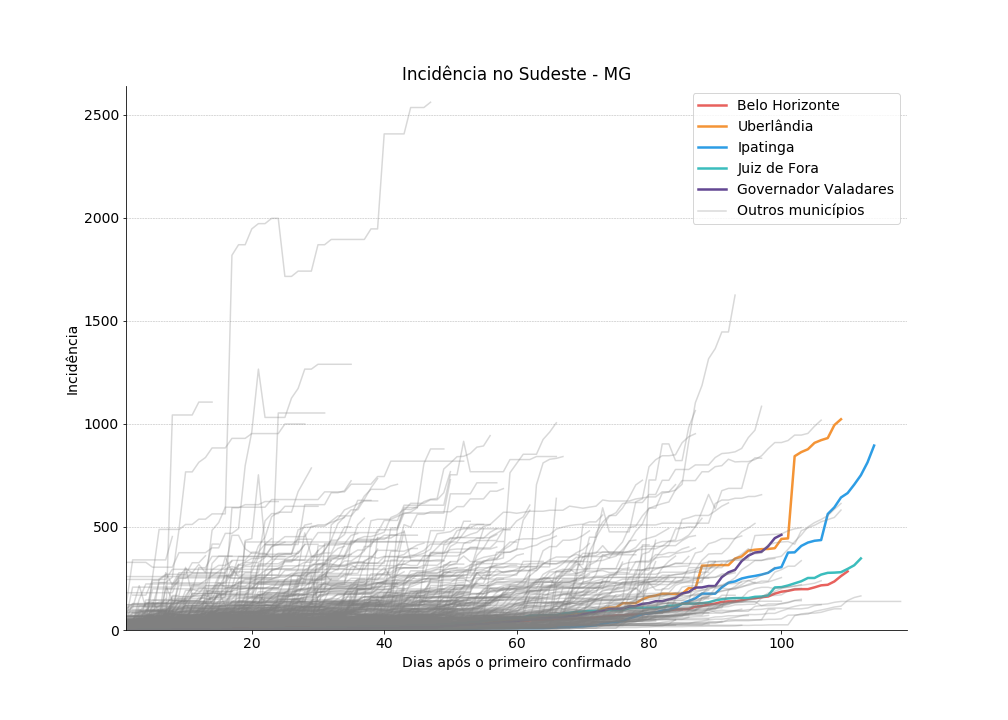 Incidência no Sudeste - MG
Belo Horizonte
Uberlândia
Ipatinga
Juiz de Fora
Governador Valadares
Outros municípios
2500
2000
1500
1000
500
0
Incidência
20 40 60 80 100
Dias após o primeiro confirmado